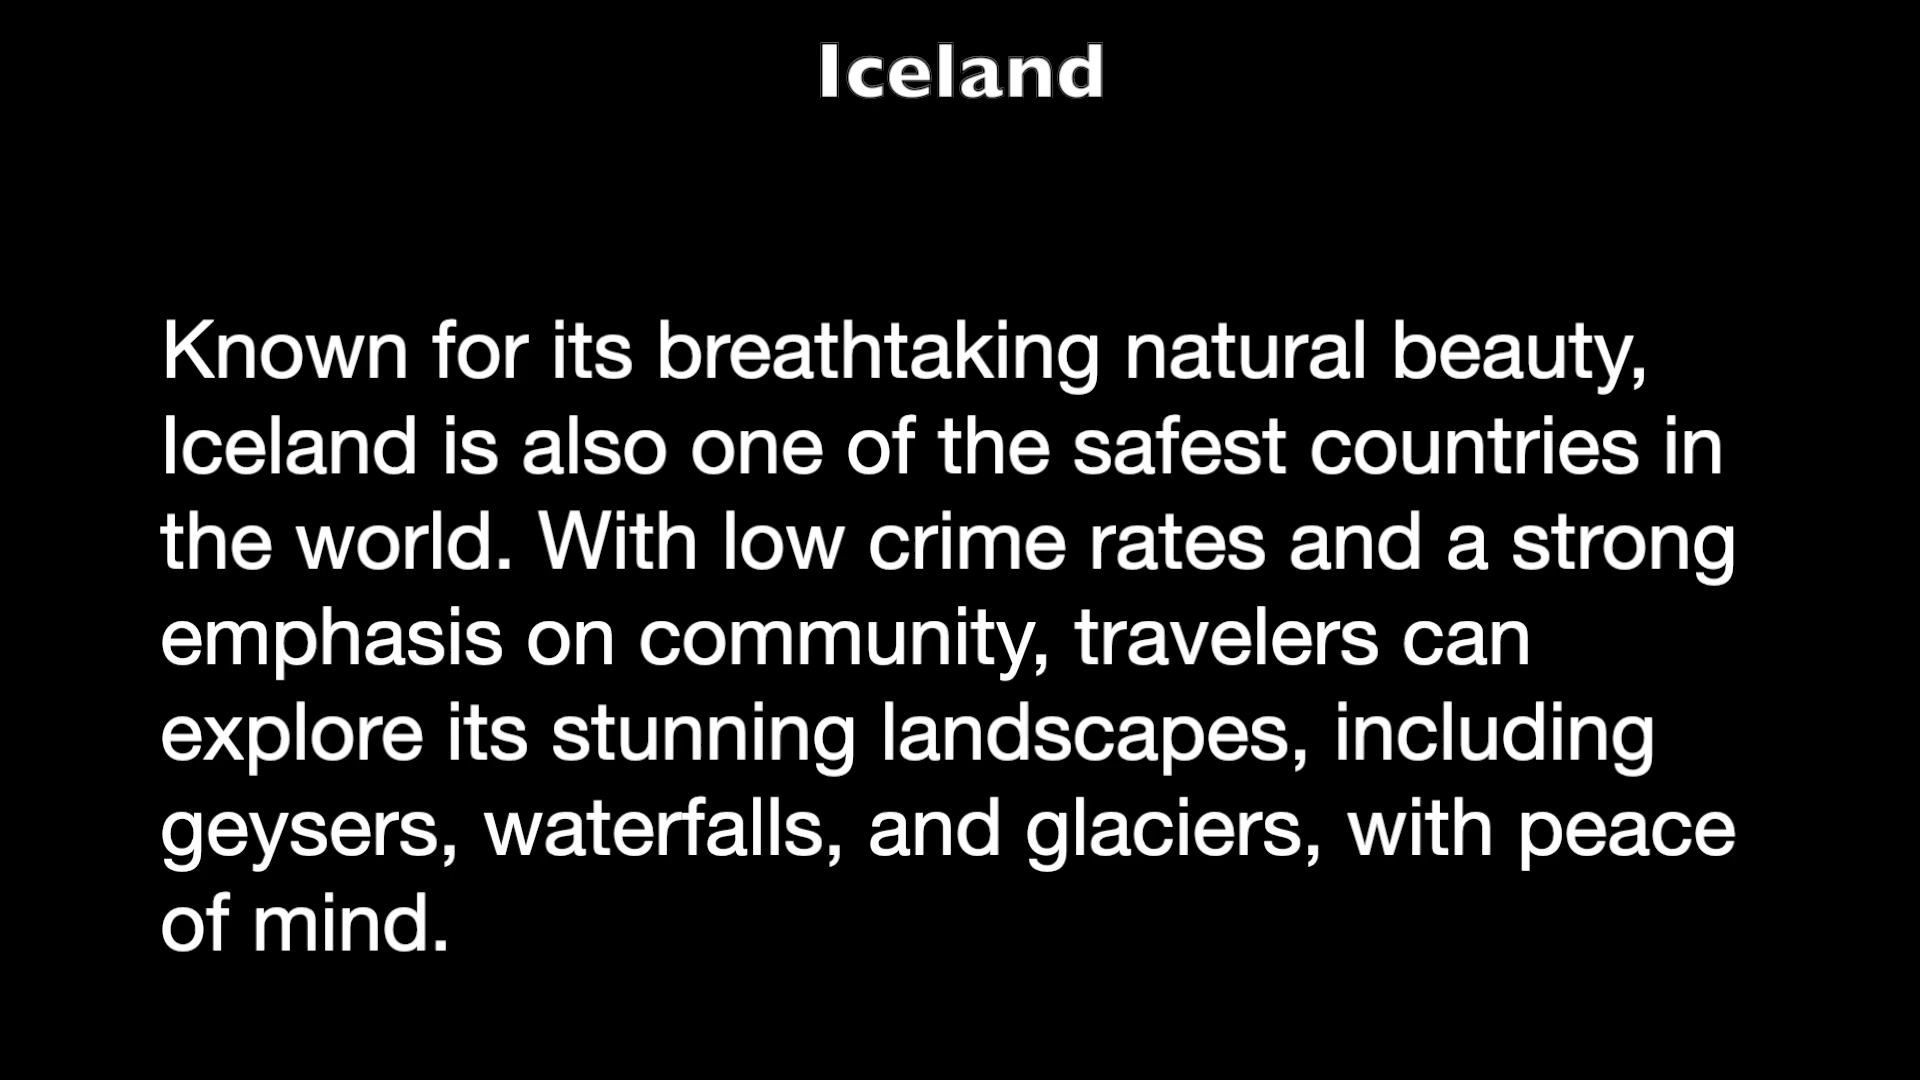 Iceland
Known for its breathtaking natural beauty,
Iceland is also one of the safest countries in
the world. With low crime rates and a strong
emphasis on community, travelers can
explore its stunning landscapes, including
geysers, waterfalls, and glaciers, with peace
of mind.